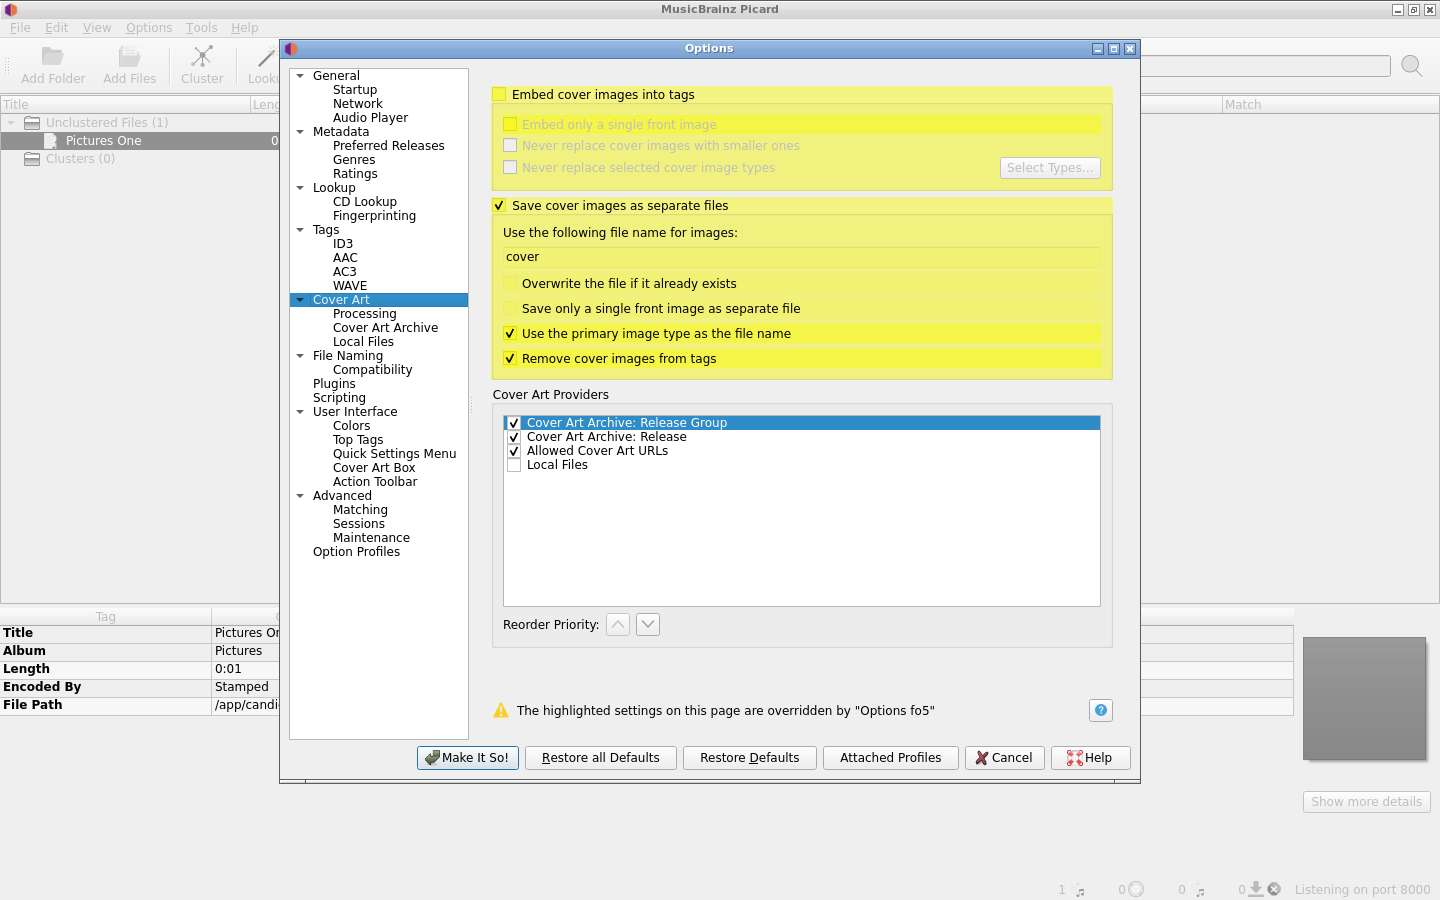 MusicBrainz Picard
File Edit View Options Tools Help
Add Folder Add Files Cluster
Options
Title
Match
Unclustered Files (1)
Pictures One 0
Clusters (0)
General
Startup
Network
Audio Player
Metadata
Preferred Releases
Genres
Ratings
Lookup
CD Lookup
Fingerprinting
Tags
ID3
AAC
AC3
WAVE
Cover Art
Processing
Cover Art Archive
Local Files
File Naming
Compatibility
Plugins
Scripting
User Interface
Colors
Top Tags
Quick Settings Menu
Cover Art Box
Action Toolbar
Advanced
Matching
Sessions
Maintenance
Option Profiles
Embed cover images into tags
Embed only a single front image
Never replace cover images with smaller ones
Never replace selected cover image types
Select Types...
Save cover images as separate files
Use the following file name for images:
cover
Overwrite the file if it already exists
Save only a single front image as separate file
Use the primary image type as the file name
Remove cover images from tags
Cover Art Providers
Cover Art Archive: Release Group
Cover Art Archive: Release
Allowed Cover Art URLs
Local Files
Reorder Priority:
The highlighted settings on this page are overridden by "Options fo5"
Make It So! Restore all Defaults Restore Defaults Attached Profiles Cancel Help
Tag
Title Pictures
Album Pictures
Length 0:01
Encoded By Stamped
File Path
Show more details
1 0 0 0 Listening on port 8000